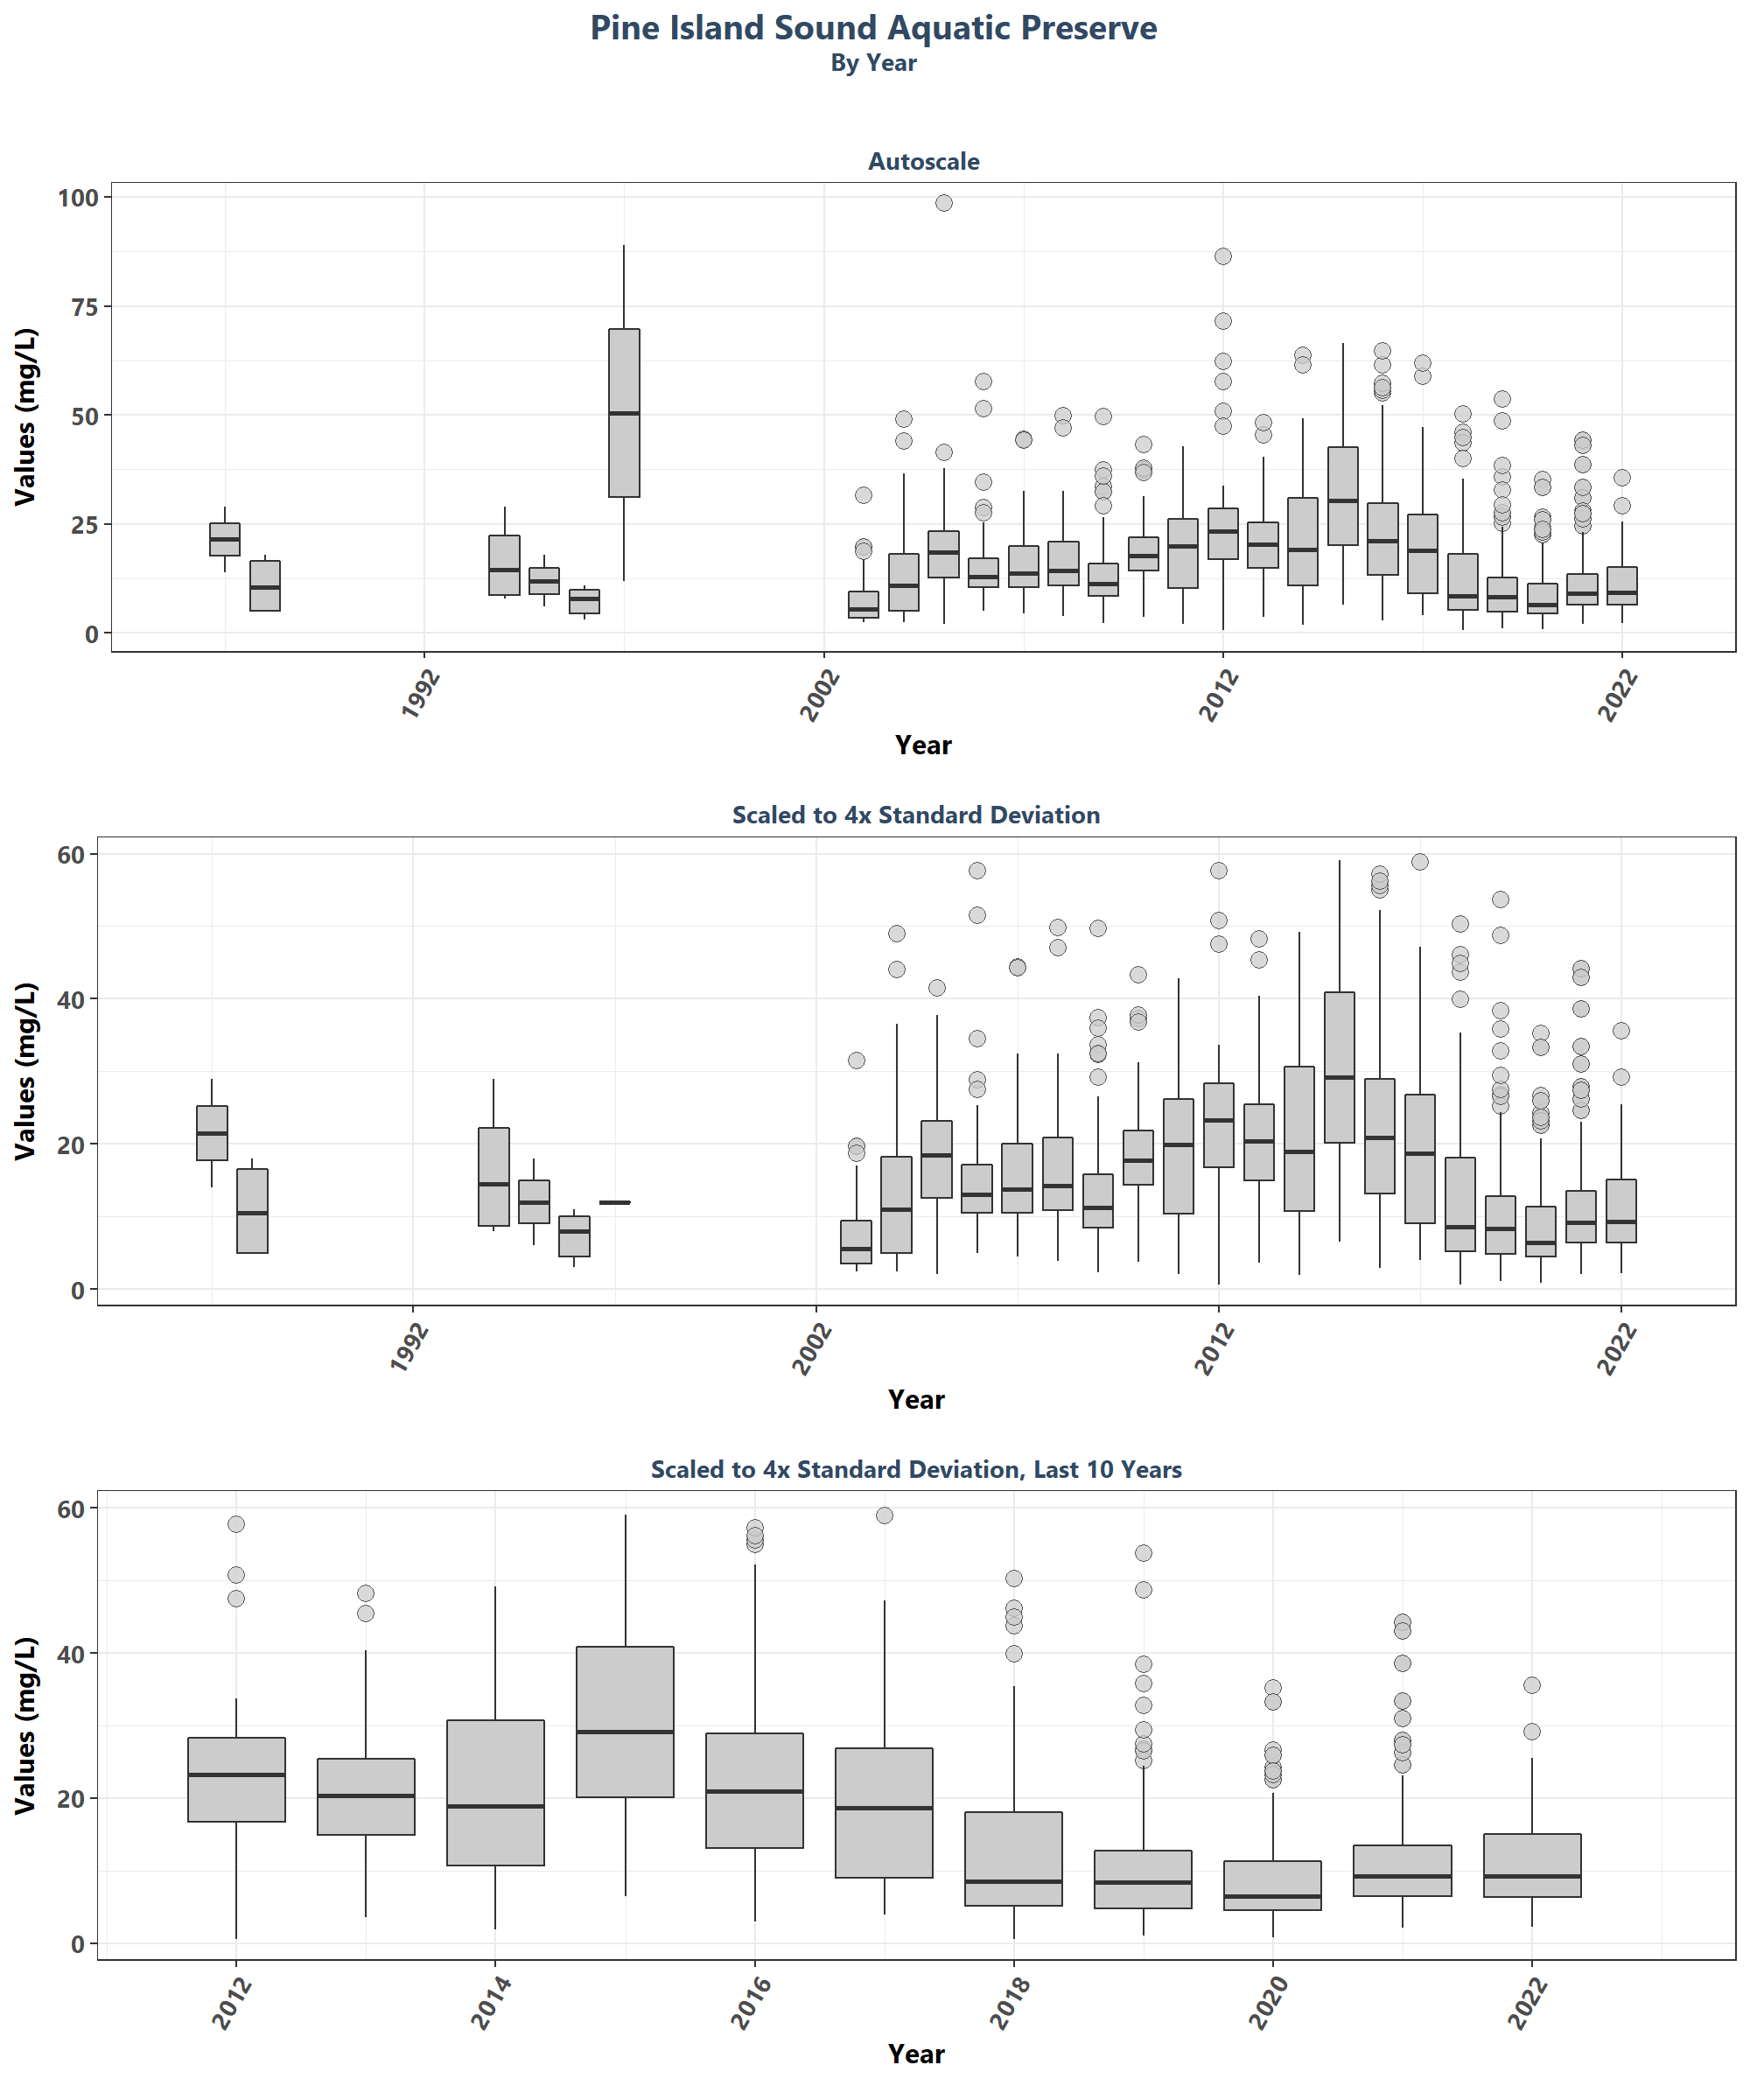 Pine Island Sound Aquatic Preserve
By Year
Autoscale
Values (mg/L)
100
75
50
25
0
1992
2002
2012
2022
Year
Scaled to 4x Standard Deviation
Values (mg/L)
60
40
20
0
1992
2002
2012
2022
Year
Scaled to 4x Standard Deviation, Last 10 Years
Values (mg/L)
60
40
20
0
2012
2014
2016
2018
2020
2022
Year